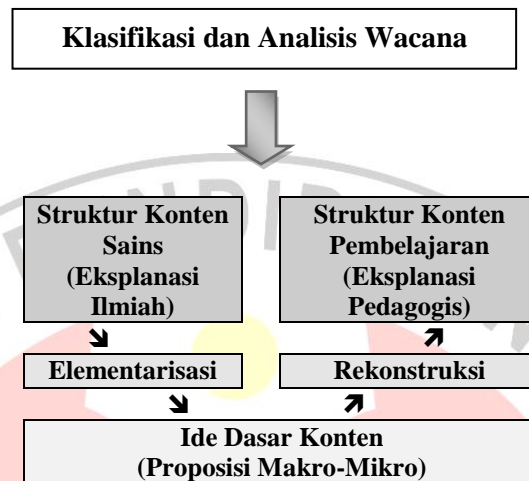 Klasifikasi dan Analisis Wacana
Struktur Konten
Sains
(Eksplanasi
Ilmiah)
Struktur Konten
Pembelajaran
(Eksplanasi
Pedagogis)
Elementarisasi
Rekonstruksi
Ide Dasar Konten
(Proposisi Makro-Mikro)